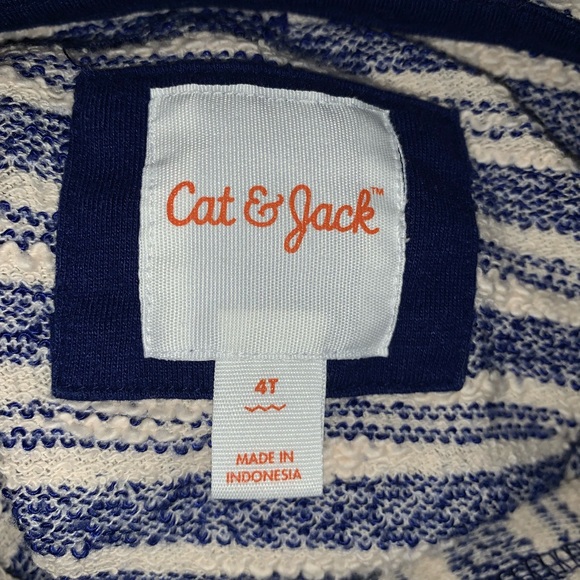 Cat & Jack™
4T
MADE IN
INDONESIA